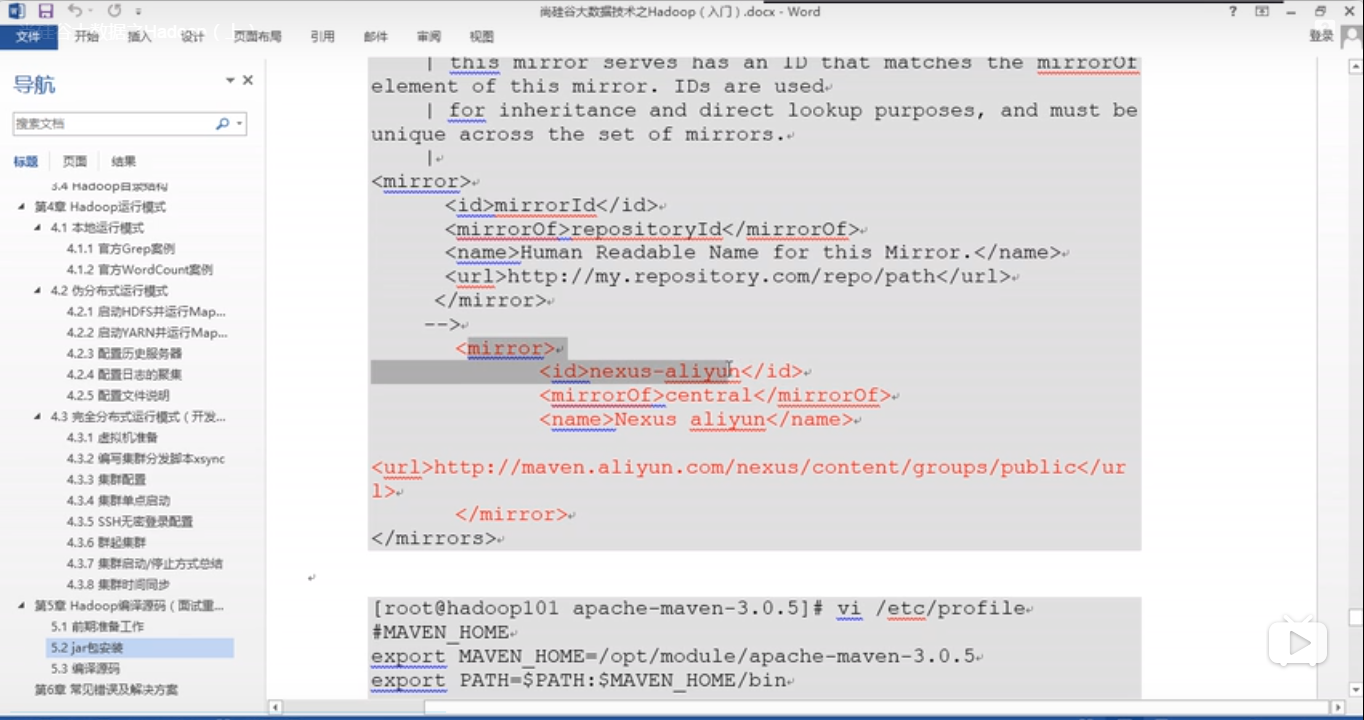 尚硅谷大数据技术之Hadoop（入门）.docx - Word
文件 开始 插入 设计 页面布局 引用 邮件 审阅 视图
登录
导航
搜索文档
标题 页面 结果
3.4 Hadoop目录结构
第4章 Hadoop运行模式
4.1 本地运行模式
4.1.1 官方Grep案例
4.1.2 官方WordCount案例
4.2 伪分布式运行模式
4.2.1 启动HDFS并运行Map...
4.2.2 启动YARN并运行Map...
4.2.3 配置历史服务器
4.2.4 配置日志的聚集
4.2.5 配置文件说明
4.3 完全分布式运行模式（开发...
4.3.1 虚拟机准备
4.3.2 编写集群分发脚本xsync
4.3.3 集群配置
4.3.4 集群单点启动
4.3.5 SSH无密登录配置
4.3.6 群起集群
4.3.7 集群启动/停止方式总结
4.3.8 集群时间同步
第5章 Hadoop编译源码（面试重...
5.1 前期准备工作
5.2 jar包安装
5.3 编译源码
第6章 常见错误及解决方案
| this mirror serves has an ID that matches the mirrorOf
element of this mirror. IDs are used
| for inheritance and direct lookup purposes, and must be
unique across the set of mirrors.
|
<mirror>
<id>mirrorId</id>
<mirrorOf>repositoryId</mirrorOf>
<name>Human Readable Name for this Mirror.</name>
<url>http://my.repository.com/repo/path</url>
</mirror>
-->
<mirror>
<id>nexus-aliyun</id>
<mirrorOf>central</mirrorOf>
<name>Nexus aliyun</name>
<url>http://maven.aliyun.com/nexus/content/groups/public</ur
l>
</mirror>
</mirrors>
[root@hadoop101 apache-maven-3.0.5]# vi /etc/profile
#MAVEN_HOME
export MAVEN_HOME=/opt/module/apache-maven-3.0.5
export PATH=$PATH:$MAVEN_HOME/bin